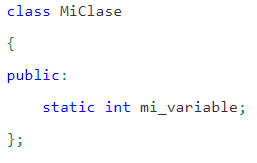 class MiClase
{
public:
    static int mi_variable;
};